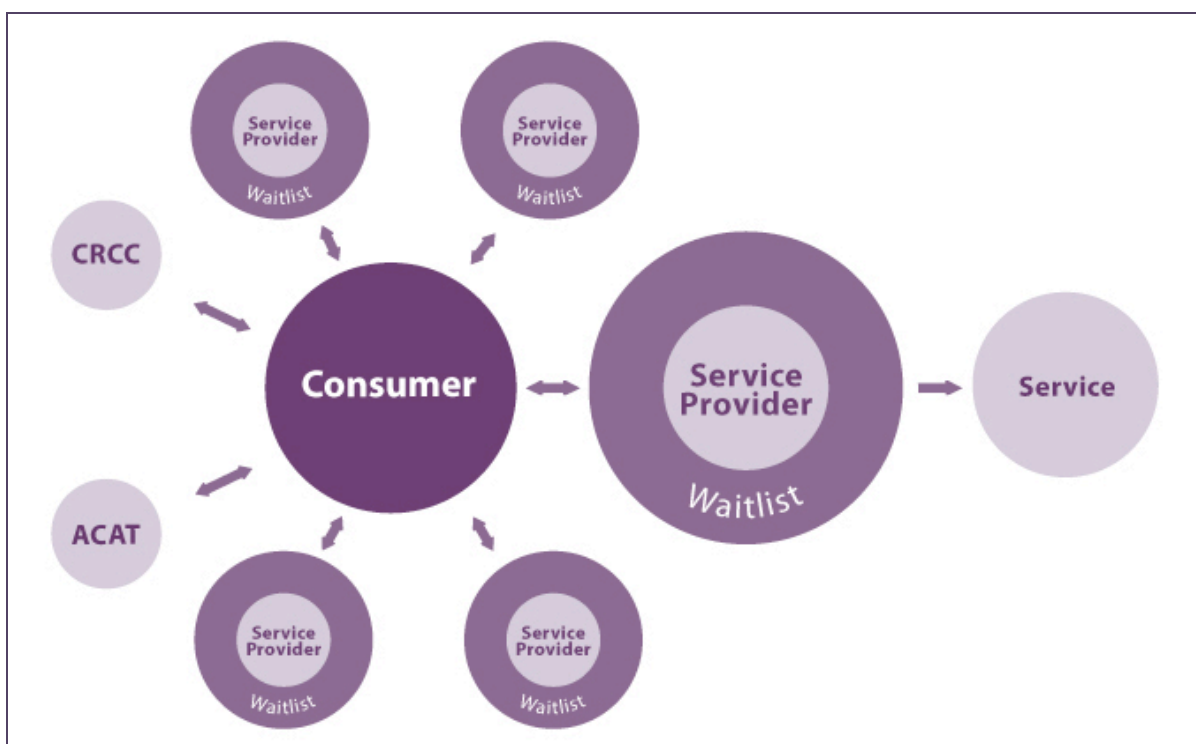 Service
Provider
Waitlist
Service
Provider
Waitlist
CRCC
Consumer
Service
Provider
Waitlist
Service
ACAT
Service
Provider
Waitlist
Service
Provider
Waitlist